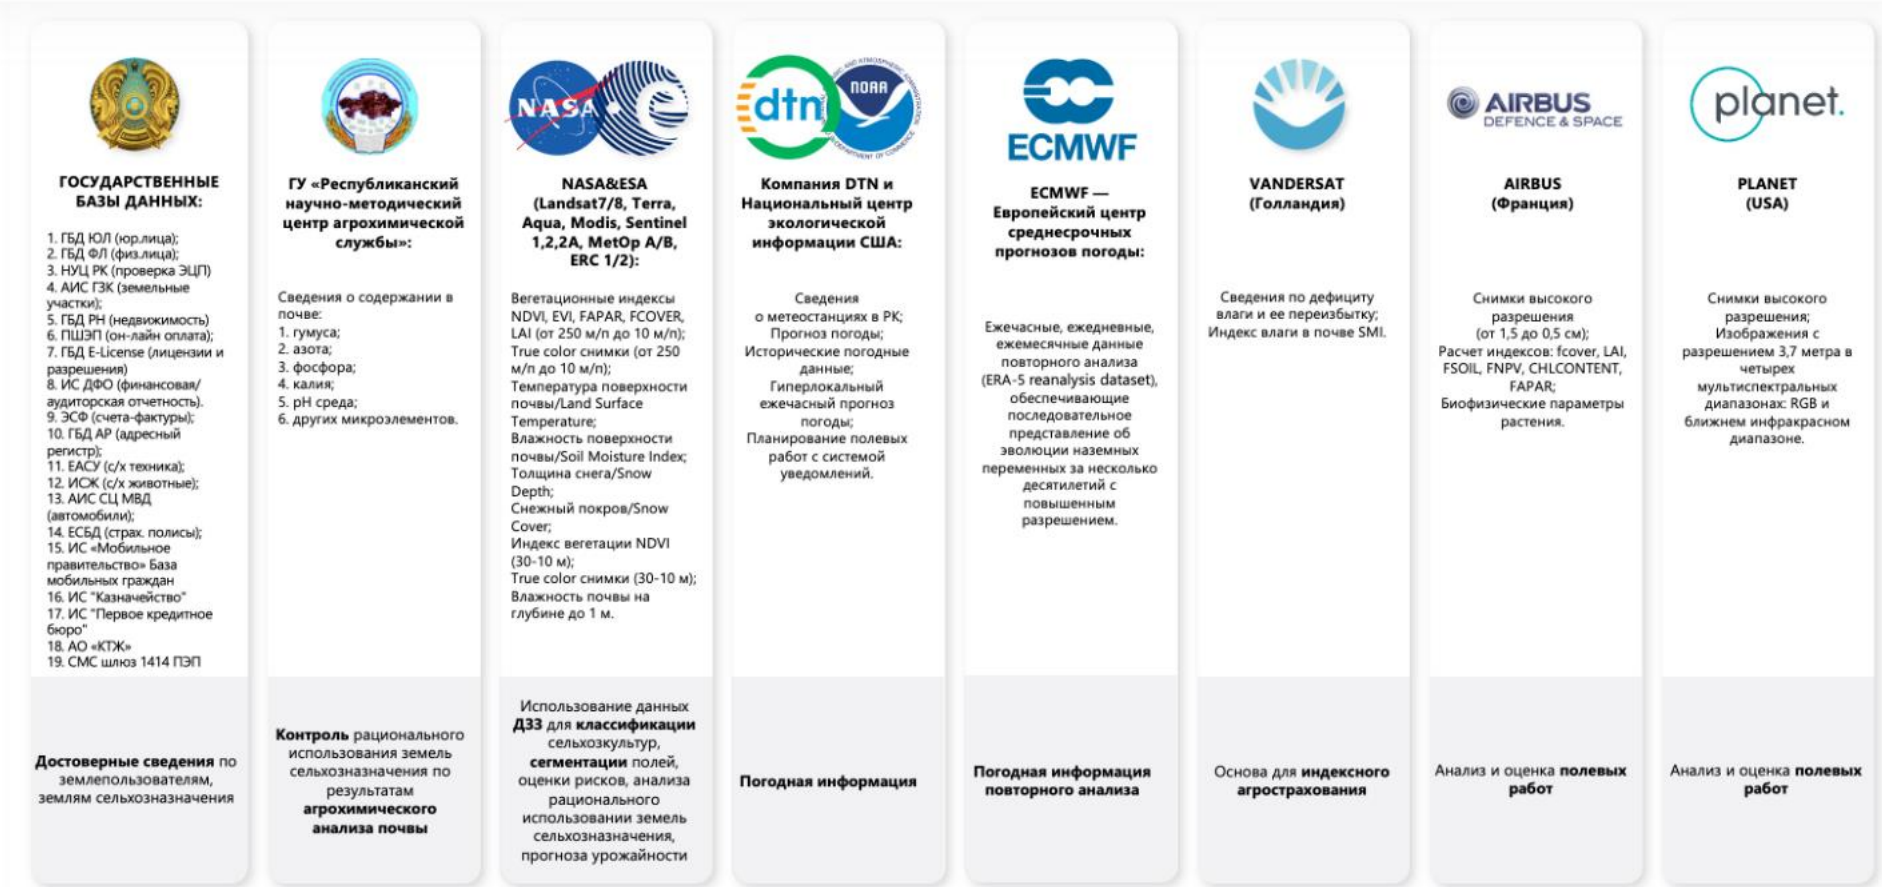 ГОСУДАРСТВЕННЫЕ
БАЗЫ ДАННЫХ:
1. ГБД ЮЛ (юр.лица);
2. ГБД ФЛ (физ.лица);
3. НУЦ РК (проверка ЭЦП)
4. АИС ГЗК (земельные
участки);
5. ГБД РН (недвижимость)
6. ПШЭП (он-лайн оплата);
7. ГБД E-License (лицензии и
разрешения)
8. ИС ДФО (финансовая/
аудиторская отчетность).
9. ЭСФ (счета-фактуры);
10. ГБД АР (адресный
регистр);
11. ЕАСУ (с/х техника);
12. ИСЖ (с/х животные);
13. АИС СЦ МВД
(автомобили);
14. ЕСБД (страх. полисы);
15. ИС «Мобильное
правительство» База
мобильных граждан
16. ИС "Казначейство"
17. ИС "Первое кредитное
бюро"
18. АО «КТЖ»
19. СМС шлюз 1414 ПЭП
Достоверные сведения по
землепользователям,
землям сельхозназначения
ГУ «Республиканский
научно-методический
центр агрохимической
службы»:
Сведения о содержании в
почве:
1. гумуса;
2. азота;
3. фосфора;
4. калия;
5. pH среда;
6. других микроэлементов.
Контроль рационального
использования земель
сельхозназначения по
результатам
агрохимического
анализа почвы
NASA
e
NASA&ESA
(Landsat7/8, Terra,
Aqua, Modis, Sentinel
1,2,2A, MetOp A/B,
ERC 1/2):
Вегетационные индексы
NDVI, EVI, FAPAR, FCOVER,
LAI (от 250 м/п до 10 м/п);
True color снимки (от 250
м/п до 10 м/п);
Температура поверхности
почвы/Land Surface
Temperature;
Влажность поверхности
почвы/Soil Moisture Index;
Толщина снега/Snow
Depth;
Снежный покров/Snow
Cover;
Индекс вегетации NDVI
(30-10 м);
True color снимки (30-10 м);
Влажность почвы на
глубине до 1 м.
Использование данных
ДЗЗ для классификации
сельхозкультур,
сегментации полей,
оценки рисков, анализа
рационального
использовании земель
сельхозназначения,
прогноза урожайности
dtn
NOAA
Компания DTN и
Национальный центр
экологической
информации США:
Сведения
о метеостанциях в РК;
Прогноз погоды;
Исторические погодные
данные;
Гиперлокальный
ежечасный прогноз
погоды;
Планирование полевых
работ с системой
уведомлений.
Погодная информация
ECMWF
ECMWF —
Европейский центр
среднесрочных
прогнозов погоды:
Ежечасные, ежедневные,
ежемесячные данные
повторного анализа
(ERA-5 reanalysis dataset),
обеспечивающие
последовательное
представление об
эволюции наземных
переменных за несколько
десятилетий с
повышенным
разрешением.
Погодная информация
повторного анализа
VANDERSAT
(Голландия)
Сведения по дефициту
влаги и ее переизбытку;
Индекс влаги в почве SMI.
Основа для индексного
агрострахования
AIRBUS
DEFENCE & SPACE
AIRBUS
(Франция)
Снимки высокого
разрешения
(от 1,5 до 0,5 см);
Расчет индексов: fcover, LAI,
FSOIL, FNPV, CHLCONTENT,
FAPAR;
Биофизические параметры
растения.
Анализ и оценка полевых
работ
planet.
PLANET
(USA)
Снимки высокого
разрешения;
Изображения с
разрешением 3,7 метра в
четырех
мультиспектральных
диапазонах: RGB и
ближнем инфракрасном
диапазоне.
Анализ и оценка полевых
работ